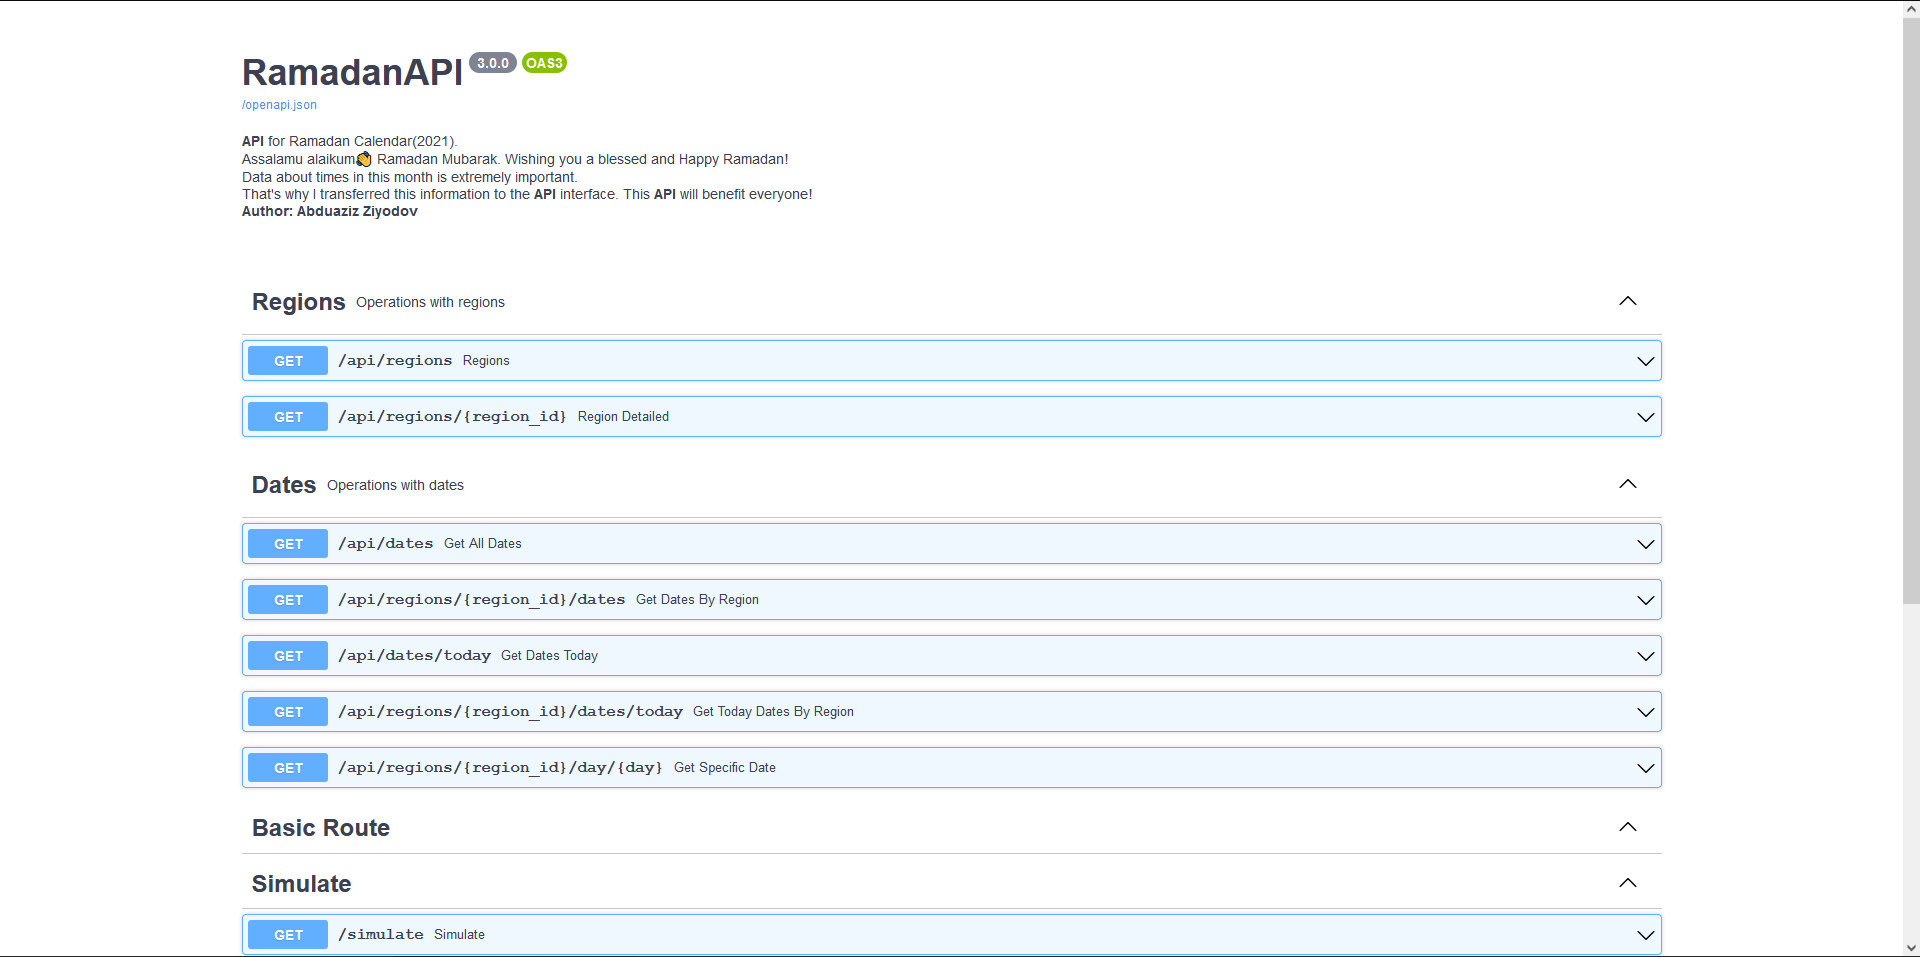 RamadanAPI 3.0.0 OAS3
/openapi.json
API for Ramadan Calendar(2021).
Assalamu alaikum👋 Ramadan Mubarak. Wishing you a blessed and Happy Ramadan!
Data about times in this month is extremely important.
That's why I transferred this information to the API interface. This API will benefit everyone!
Author: Abduaziz Ziyodov
Regions Operations with regions
GET /api/regions Regions
GET /api/regions/{region_id} Region Detailed
Dates Operations with dates
GET /api/dates Get All Dates
GET /api/regions/{region_id}/dates Get Dates By Region
GET /api/dates/today Get Dates Today
GET /api/regions/{region_id}/dates/today Get Today Dates By Region
GET /api/regions/{region_id}/day/{day} Get Specific Date
Basic Route
Simulate
GET /simulate Simulate